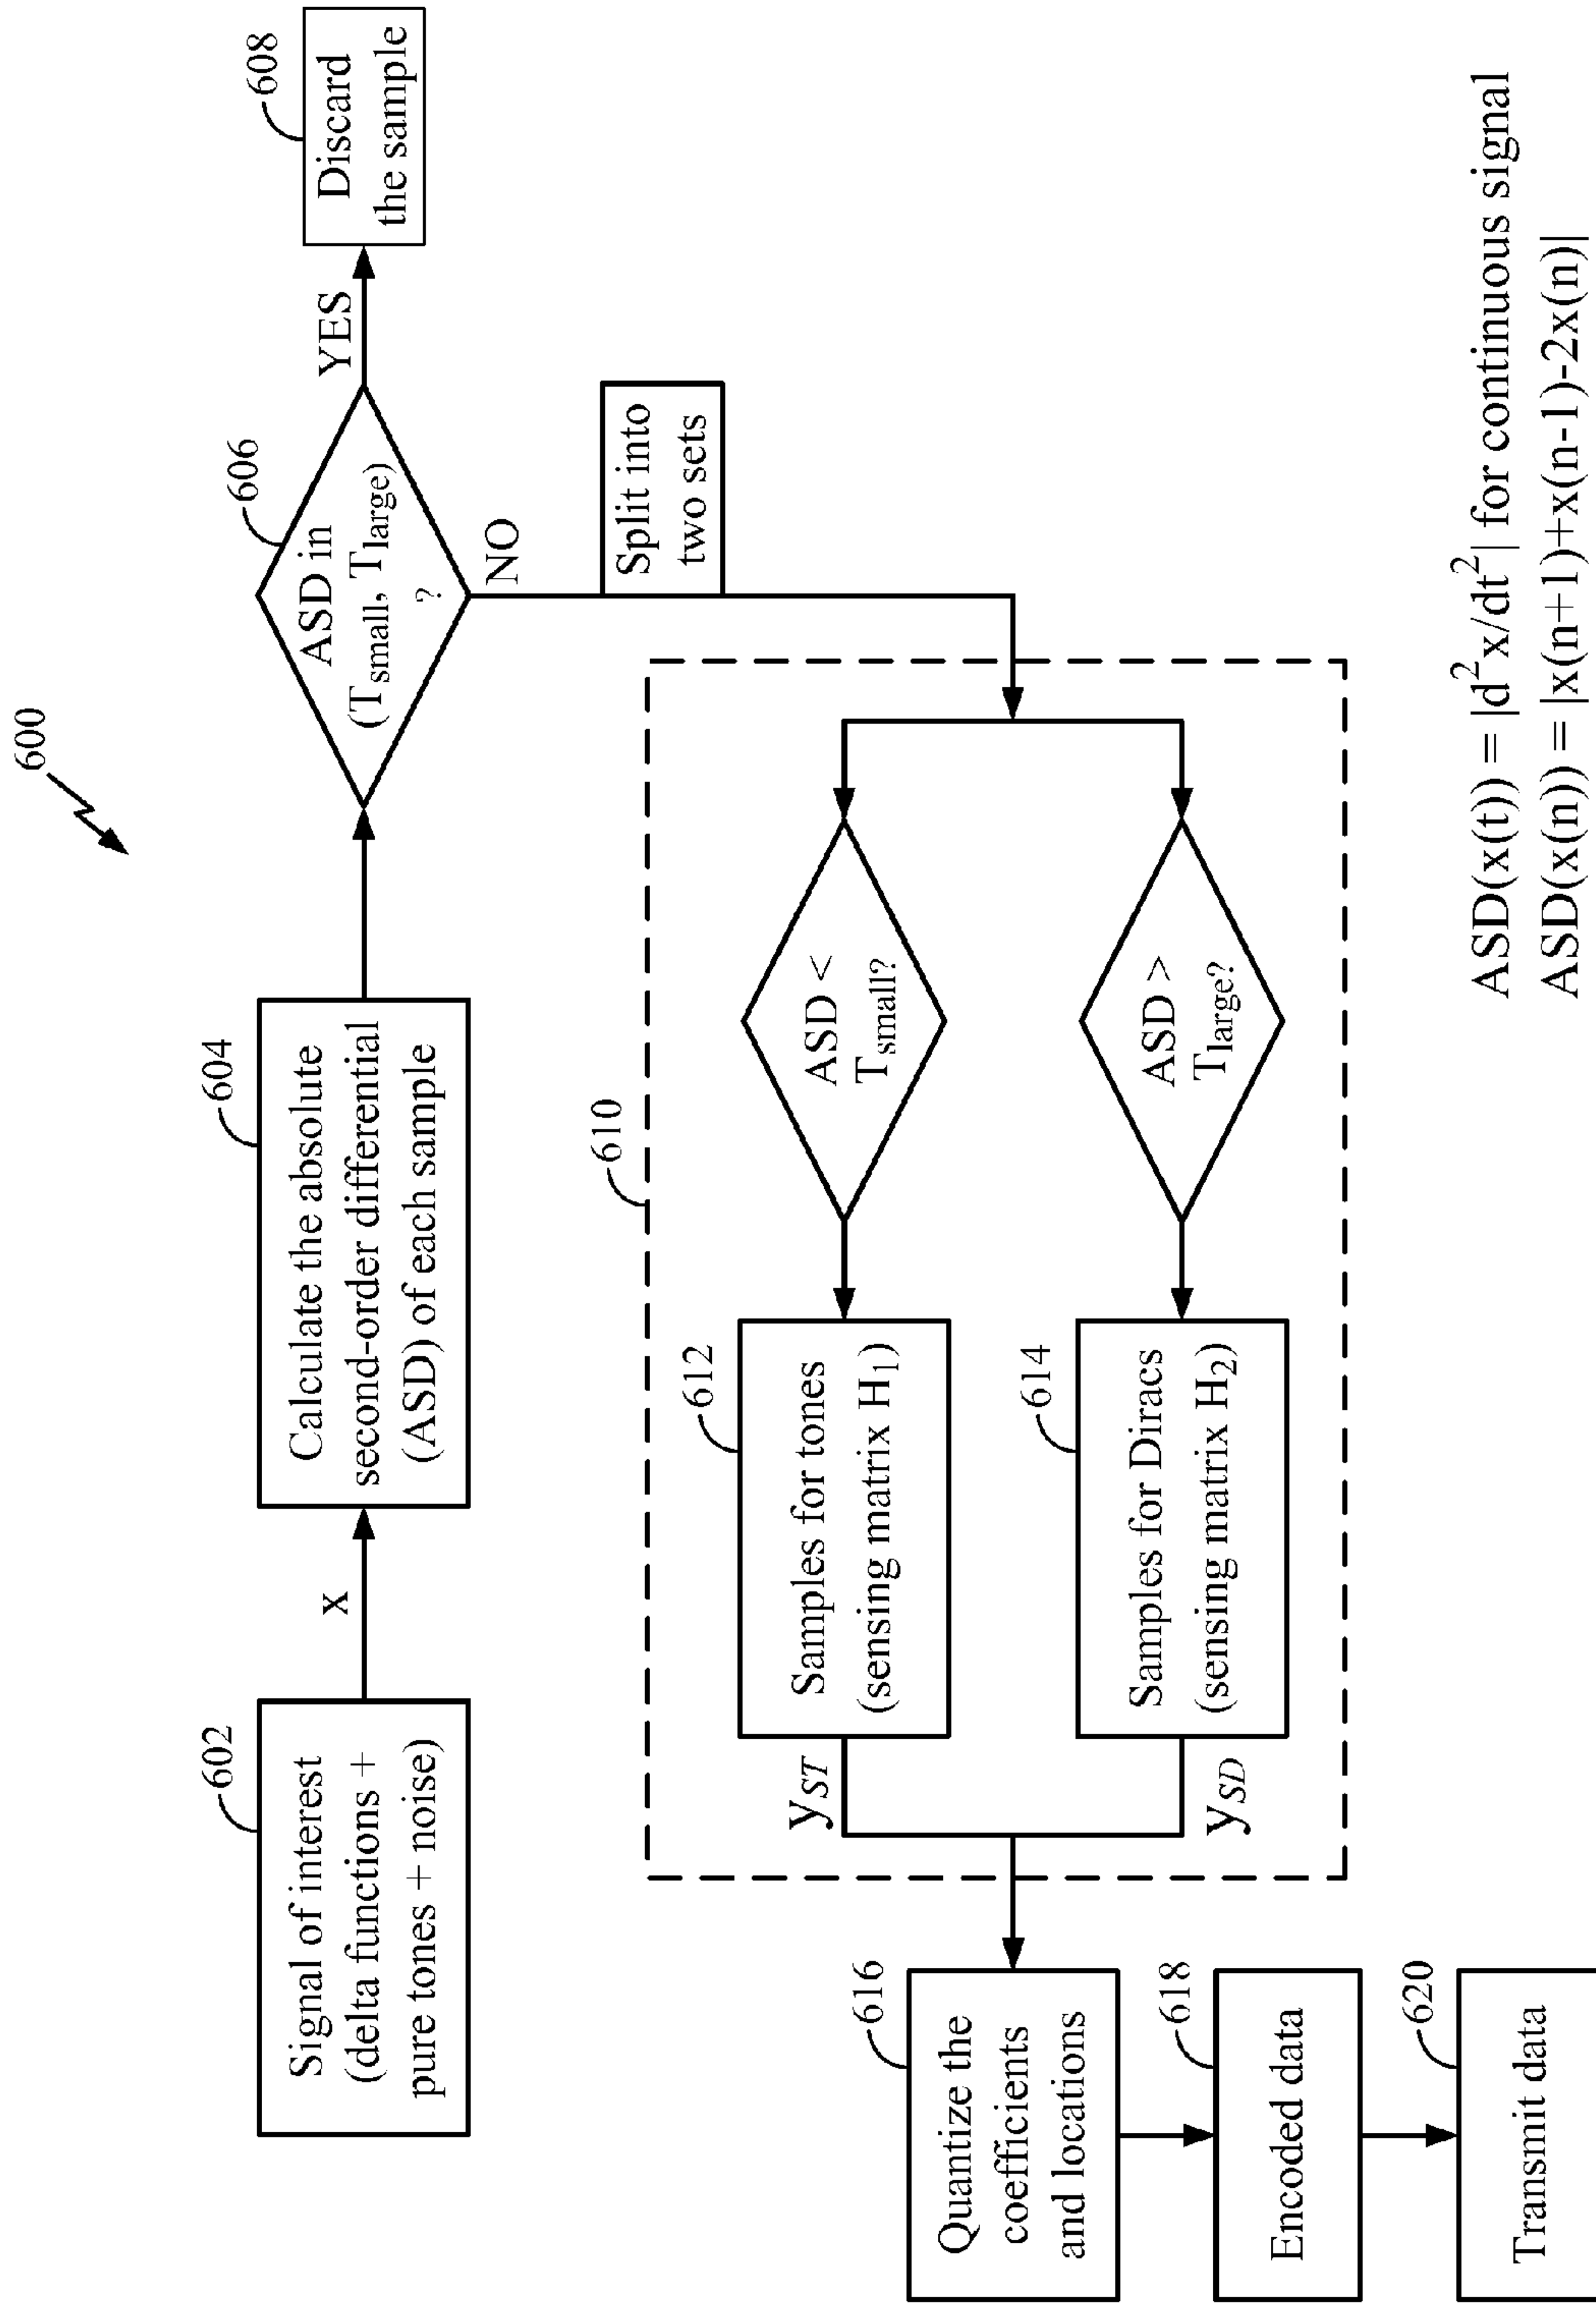 600
602
Signal of interest
(delta functions +
pure tones + noise)
x
604
Calculate the absolute
second-order differential
(ASD) of each sample
606
ASD in
(Tsmall, Tlarge)
?
YES
608
Discard
the sample
NO
Split into
two sets
610
ASD <
Tsmall?
ASD >
Tlarge?
612
Samples for tones
(sensing matrix H1)
614
Samples for Diracs
(sensing matrix H2)
yST
ySD
616
Quantize the
coefficients
and locations
618
Encoded data
620
Transmit data
ASD(x(t)) = |d²x/dt²| for continuous signal
ASD(x(n)) = |x(n+1)+x(n-1)-2x(n)|